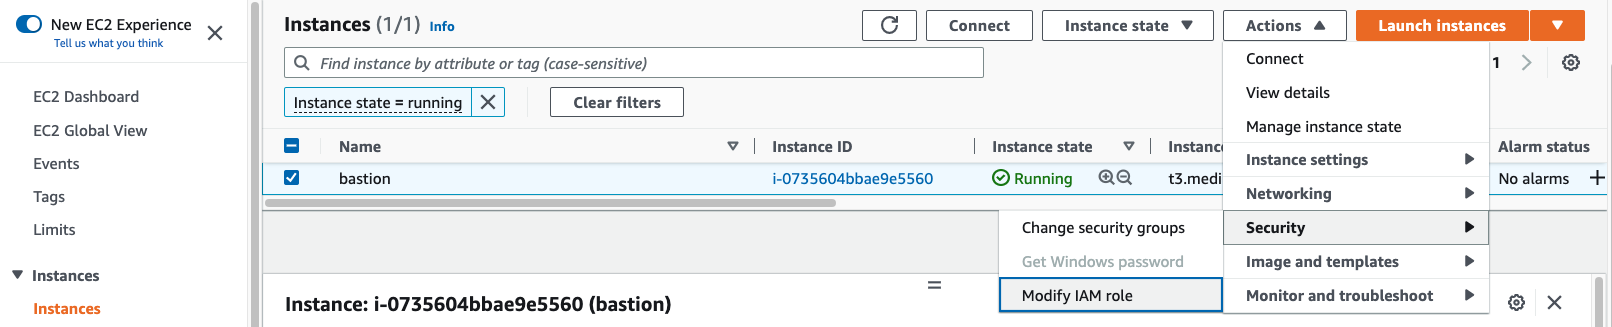 New EC2 Experience
Tell us what you think
EC2 Dashboard
EC2 Global View
Events
Tags
Limits
Instances
Instances
Instances (1/1) Info
Connect
Instance state
Actions
Launch instances
Find instance by attribute or tag (case-sensitive)
1
Instance state = running
Clear filters
Name
Instance ID
Instance state
Instanc
Alarm status
bastion
i-0735604bbae9e5560
Running
t3.medi
No alarms
Connect
View details
Manage instance state
Instance settings
Networking
Security
Image and templates
Monitor and troubleshoot
Change security groups
Get Windows password
Modify IAM role
Instance: i-0735604bbae9e5560 (bastion)